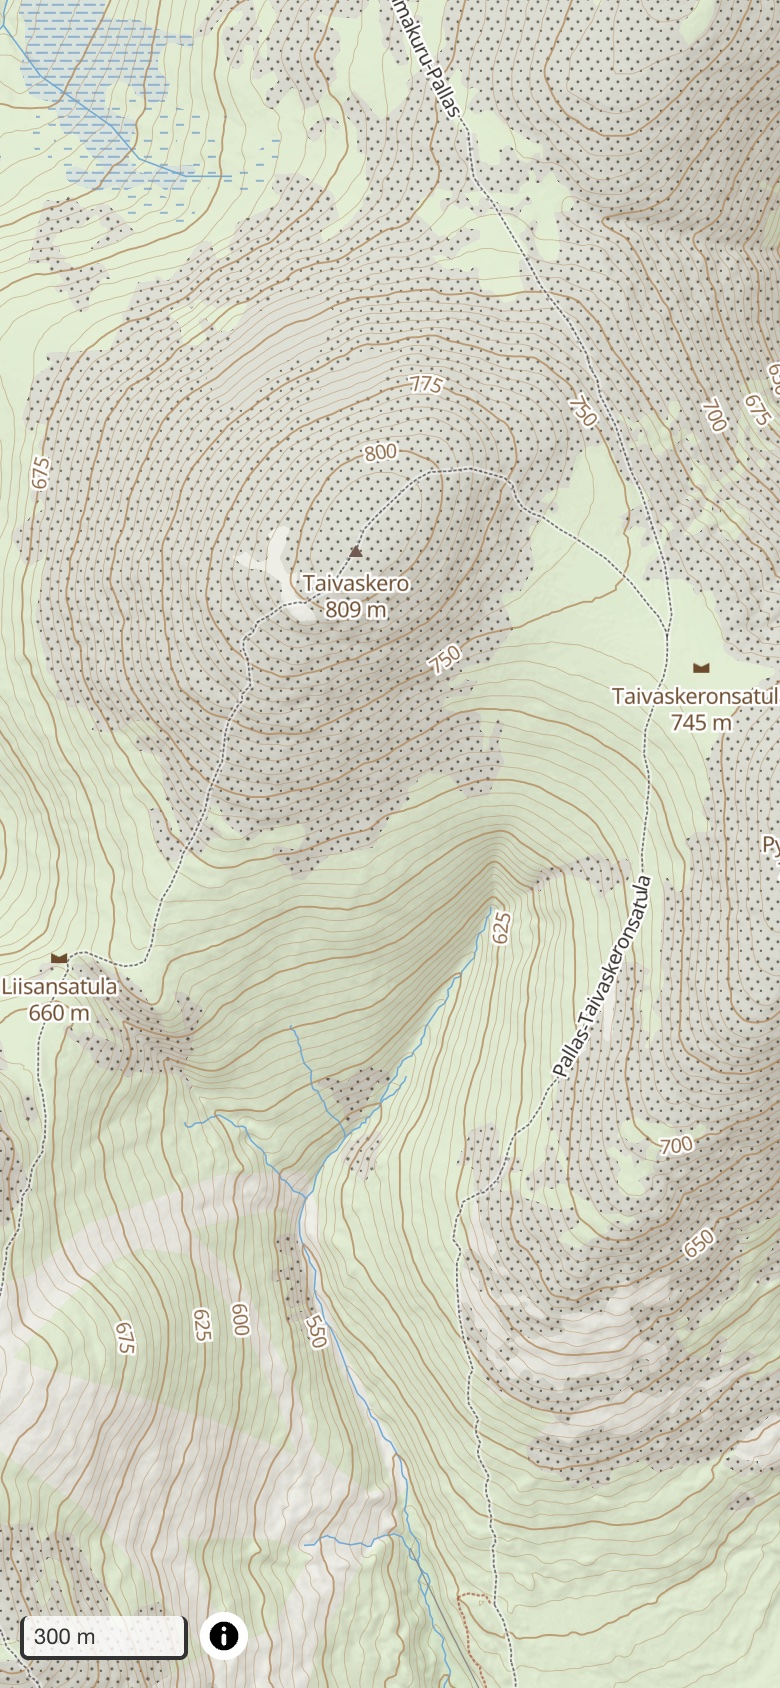 makuru-Pallas
775
750
800
675
700
675
Taivaskero
809 m
750
Taivaskeronsatul
745 m
Py
625
Liisansatula
660 m
Pallas-Taivaskeronsatula
700
650
675
625
600
550
300 m